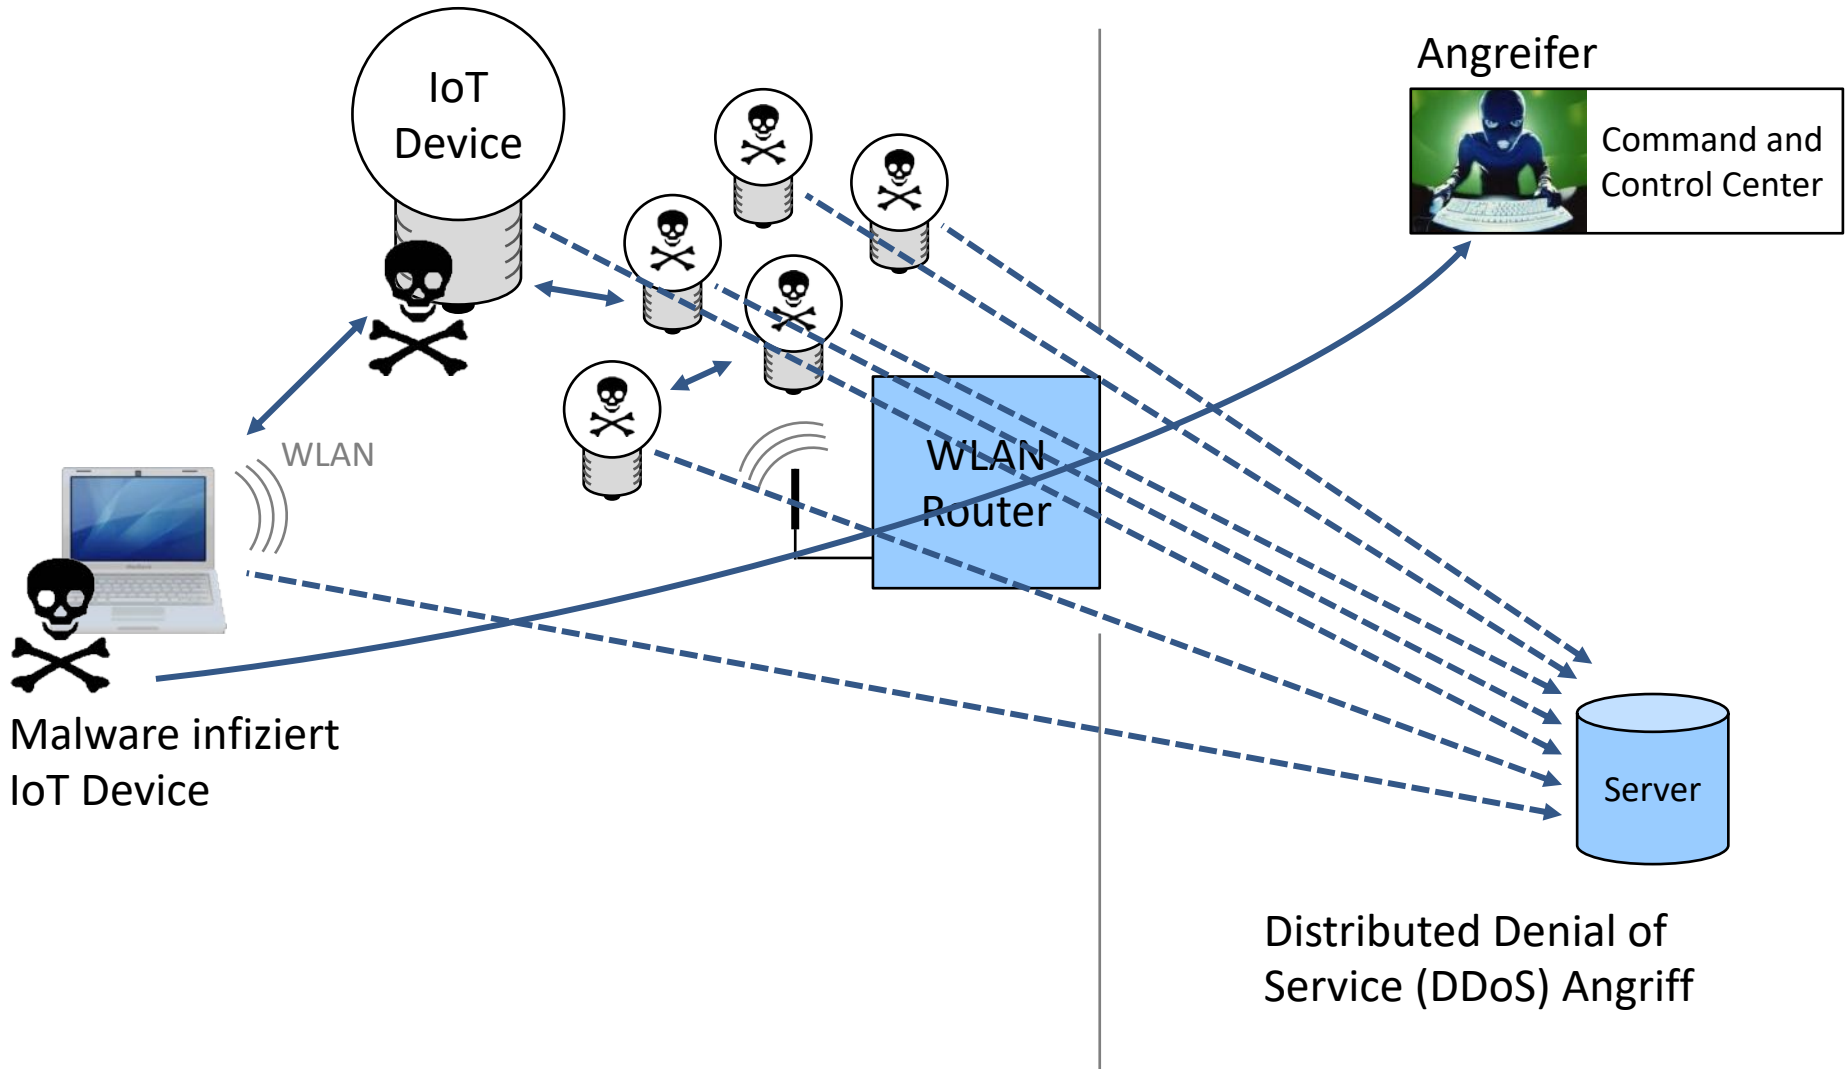 IoT
Device
Angreifer
Command and
Control Center
WLAN
WLAN
Router
Malware infiziert
IoT Device
Server
Distributed Denial of
Service (DDoS) Angriff